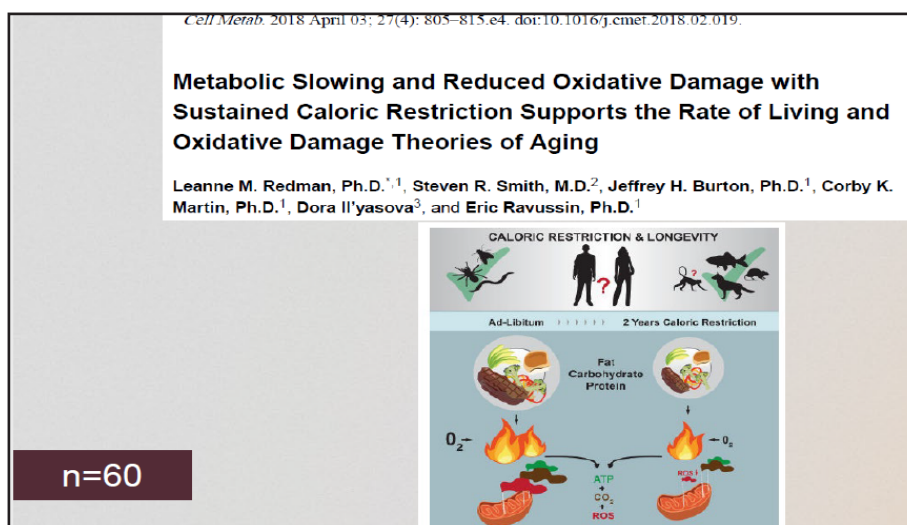 Cell Metab. 2018 April 03; 27(4): 805–815.e4. doi:10.1016/j.cmet.2018.02.019.
Metabolic Slowing and Reduced Oxidative Damage with
Sustained Caloric Restriction Supports the Rate of Living and
Oxidative Damage Theories of Aging
Leanne M. Redman, Ph.D.*,1, Steven R. Smith, M.D.2, Jeffrey H. Burton, Ph.D.1, Corby K.
Martin, Ph.D.1, Dora Il'yasova3, and Eric Ravussin, Ph.D.1
CALORIC RESTRICTION & LONGEVITY
?
?
Ad-Libitum 2 Years Caloric Restriction
Fat
Carbohydrate
Protein
O2
O2
ATP
CO2
ROS
ROS
n=60